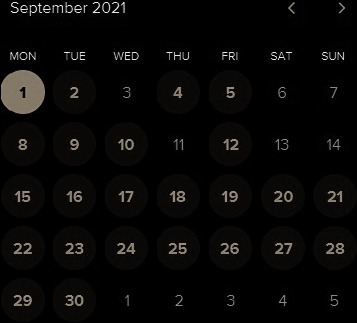 September 2021 < >
MON TUE WED THU FRI SAT SUN
1 2 3 4 5 6 7
8 9 10 11 12 13 14
15 16 17 18 19 20 21
22 23 24 25 26 27 28
29 30 1 2 3 4 5